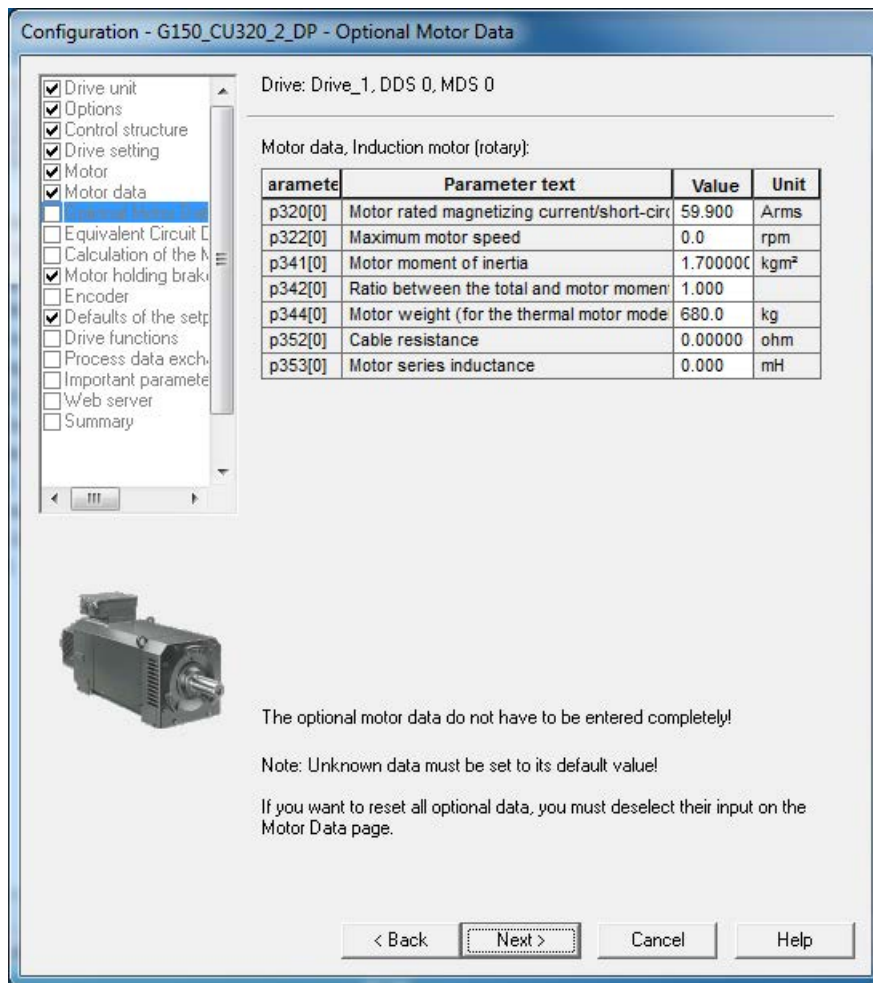 Configuration - G150_CU320_2_DP - Optional Motor Data
Drive unit
Options
Control structure
Drive setting
Motor
Motor data
Equivalent Circuit D
Calculation of the M
Motor holding brak
Encoder
Defaults of the setp
Drive functions
Process data exch
Important paramete
Web server
Summary
Drive: Drive_1, DDS 0, MDS 0
Motor data, Induction motor (rotary):
aramete Parameter text Value Unit
p320[0] Motor rated magnetizing current/short-circ 59.900 Arms
p322[0] Maximum motor speed 0.0 rpm
p341[0] Motor moment of inertia 1.700000 kgm²
p342[0] Ratio between the total and motor momen 1.000
p344[0] Motor weight (for the thermal motor mode 680.0 kg
p352[0] Cable resistance 0.00000 ohm
p353[0] Motor series inductance 0.000 mH
The optional motor data do not have to be entered completely!
Note: Unknown data must be set to its default value!
If you want to reset all optional data, you must deselect their input on the
Motor Data page.
< Back Next > Cancel Help